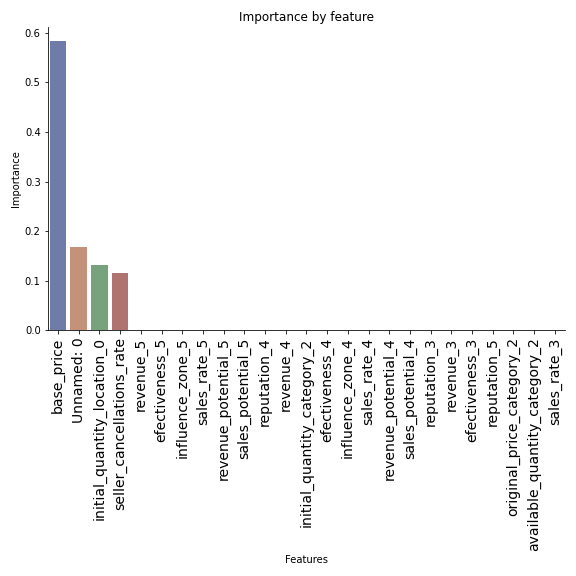 Importance by feature
0.6
0.5
0.4
0.3
0.2
0.1
0.0
Importance
base_price
Unnamed: 0
initial_quantity_location_0
seller_cancellations_rate
revenue_5
efectiveness_5
influence_zone_5
sales_rate_5
revenue_potential_5
sales_potential_5
reputation_4
revenue_4
initial_quantity_category_2
efectiveness_4
influence_zone_4
sales_rate_4
revenue_potential_4
sales_potential_4
reputation_3
revenue_3
efectiveness_3
reputation_5
original_price_category_2
available_quantity_category_2
sales_rate_3
Features